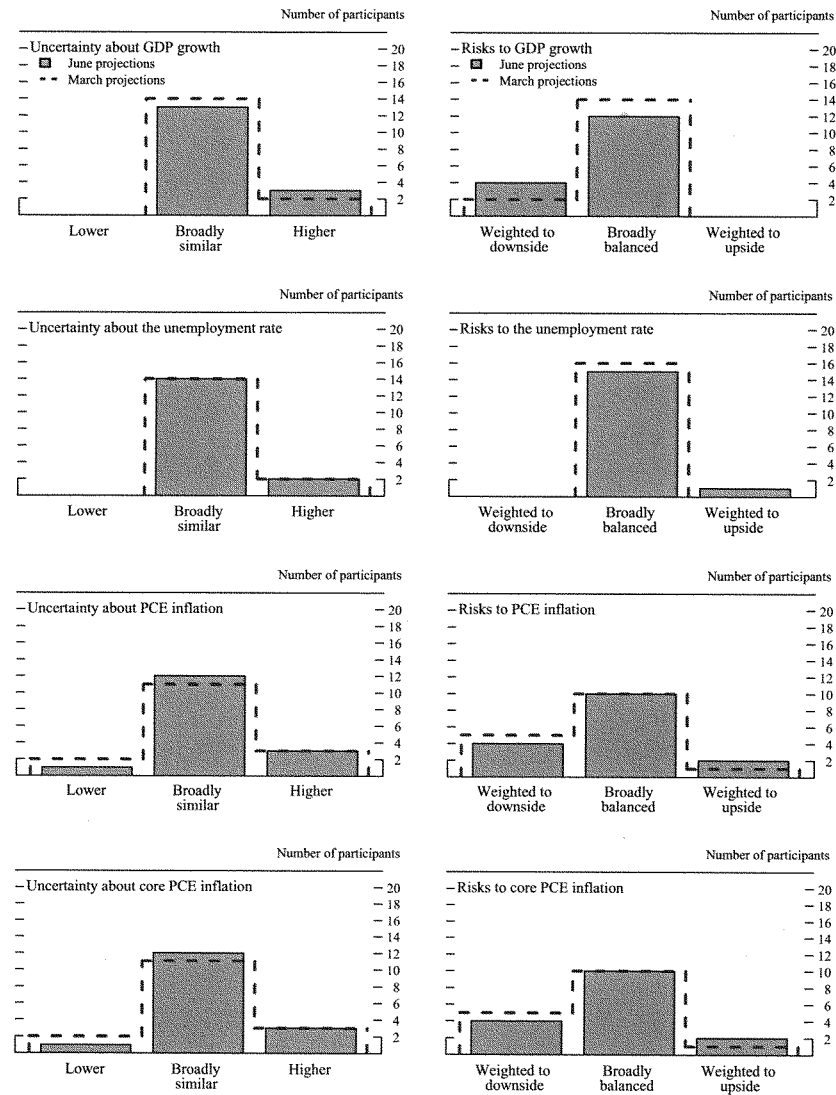 Number of participants
Uncertainty about GDP growth
June projections
March projections
20
18
16
14
12
10
8
6
4
2
Lower
Broadly
similar
Higher
Number of participants
Risks to GDP growth
June projections
March projections
20
18
16
14
12
10
8
6
4
2
Weighted to
downside
Broadly
balanced
Weighted to
upside
Number of participants
Uncertainty about the unemployment rate
20
18
16
14
12
10
8
6
4
2
Lower
Broadly
similar
Higher
Number of participants
Risks to the unemployment rate
20
18
16
14
12
10
8
6
4
2
Weighted to
downside
Broadly
balanced
Weighted to
upside
Number of participants
Uncertainty about PCE inflation
20
18
16
14
12
10
8
6
4
2
Lower
Broadly
similar
Higher
Number of participants
Risks to PCE inflation
20
18
16
14
12
10
8
6
4
2
Weighted to
downside
Broadly
balanced
Weighted to
upside
Number of participants
Uncertainty about core PCE inflation
20
18
16
14
12
10
8
6
4
2
Lower
Broadly
similar
Higher
Number of participants
Risks to core PCE inflation
20
18
16
14
12
10
8
6
4
2
Weighted to
downside
Broadly
balanced
Weighted to
upside